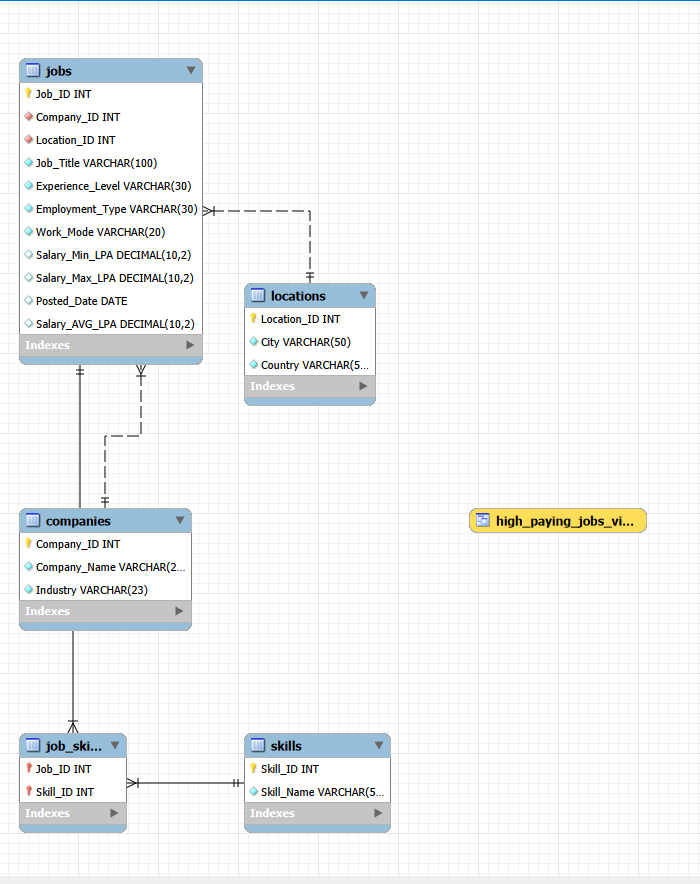 jobs
Job_ID INT
Company_ID INT
Location_ID INT
Job_Title VARCHAR(100)
Experience_Level VARCHAR(30)
Employment_Type VARCHAR(30)
Work_Mode VARCHAR(20)
Salary_Min_LPA DECIMAL(10,2)
Salary_Max_LPA DECIMAL(10,2)
Posted_Date DATE
Salary_AVG_LPA DECIMAL(10,2)
Indexes
locations
Location_ID INT
City VARCHAR(50)
Country VARCHAR(5...
Indexes
companies
Company_ID INT
Company_Name VARCHAR(2...
Industry VARCHAR(23)
Indexes
high_paying_jobs_vi...
job_ski...
Job_ID INT
Skill_ID INT
Indexes
skills
Skill_ID INT
Skill_Name VARCHAR(5...
Indexes